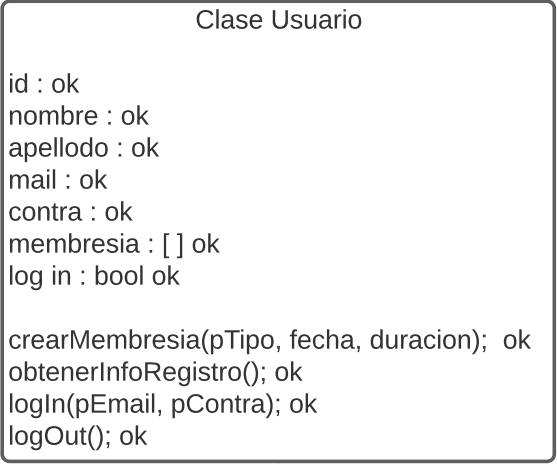 Clase Usuario
id : ok
nombre : ok
apellodo : ok
mail : ok
contra : ok
membresia : [ ] ok
log in : bool ok
crearMembresia(pTipo, fecha, duracion);  ok
obtenerInfoRegistro(); ok
logIn(pEmail, pContra); ok
logOut(); ok